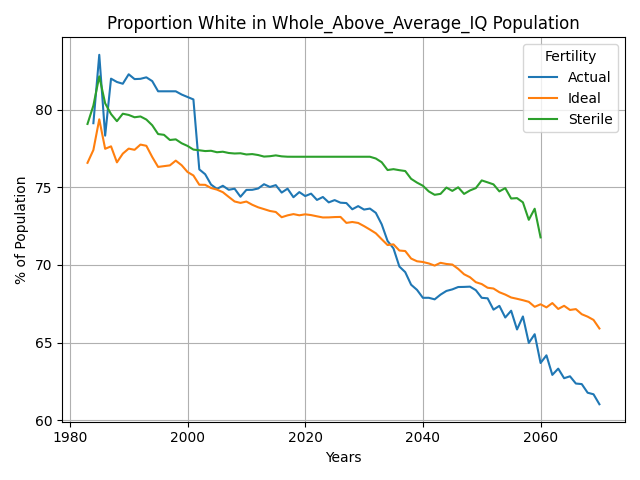 Proportion White in Whole_Above_Average_IQ Population
Fertility
Actual
Ideal
Sterile
% of Population
80
75
70
65
60
1980
2000
2020
2040
2060
Years